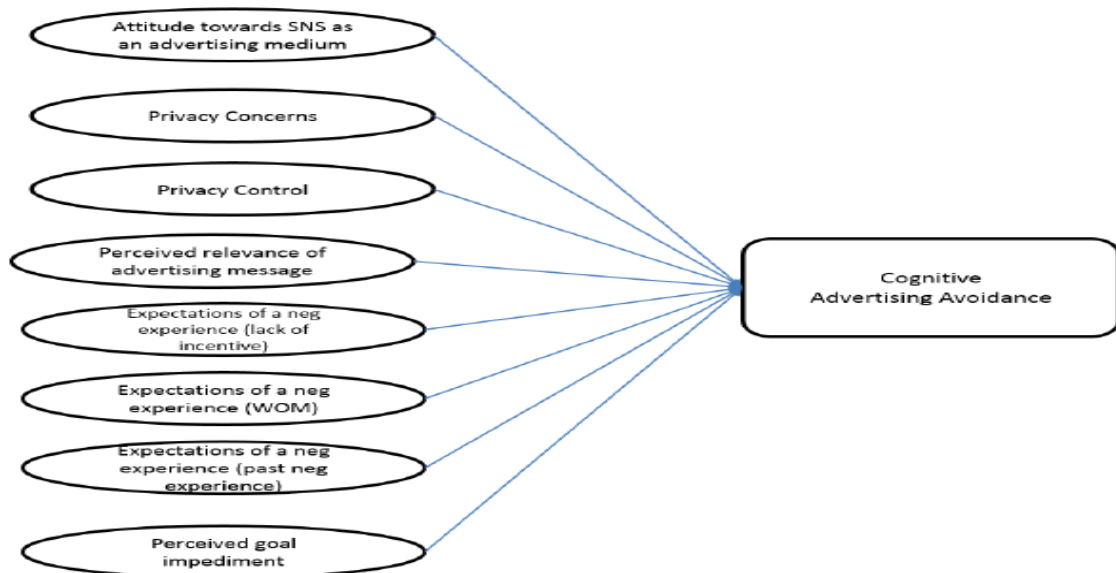 Attitude towards SNS as
an advertising medium
Privacy Concerns
Privacy Control
Perceived relevance of
advertising message
Expectations of a neg
experience (lack of
incentive)
Expectations of a neg
experience (WOM)
Expectations of a neg
experience (past neg
experience)
Perceived goal
impediment
Cognitive
Advertising Avoidance